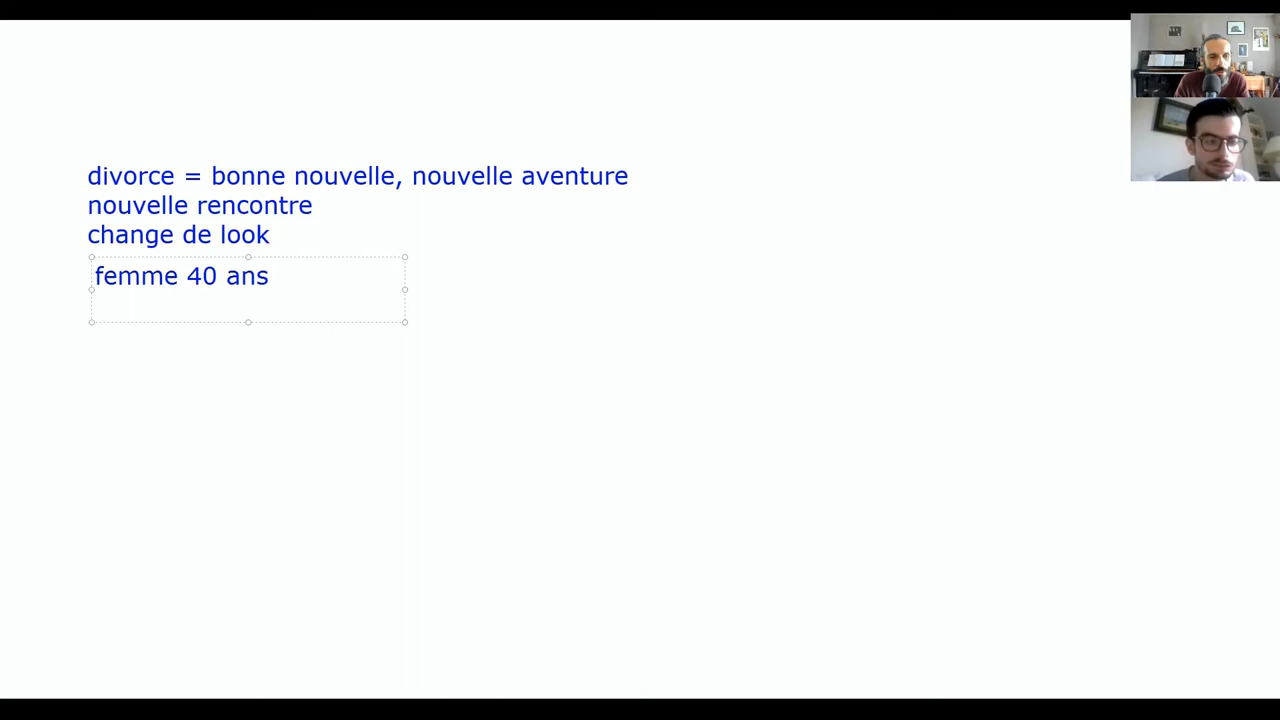 divorce = bonne nouvelle, nouvelle aventure
nouvelle rencontre
change de look
femme 40 ans